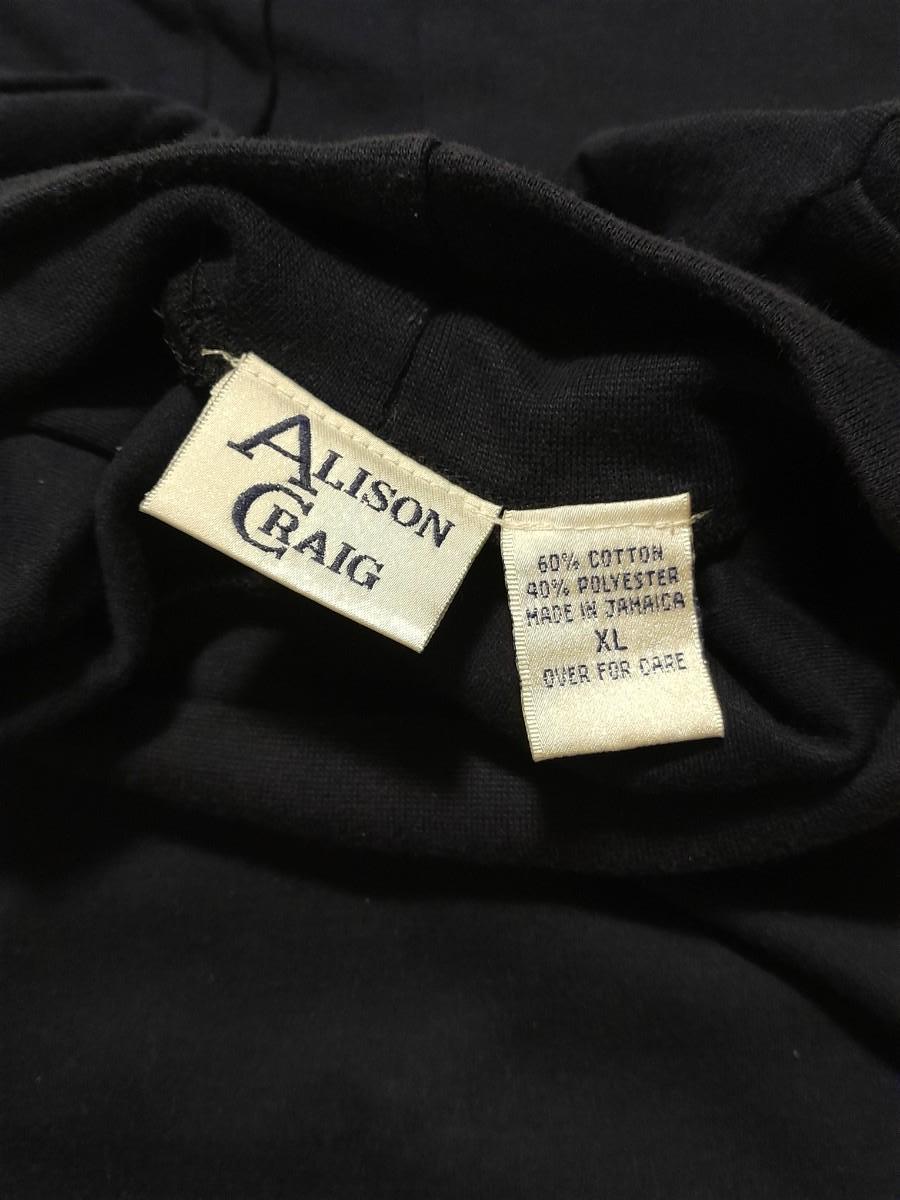 ALISON
CRAIG
60% COTTON
40% POLYESTER
MADE IN JAMAICA
XL
OVER FOR CARE